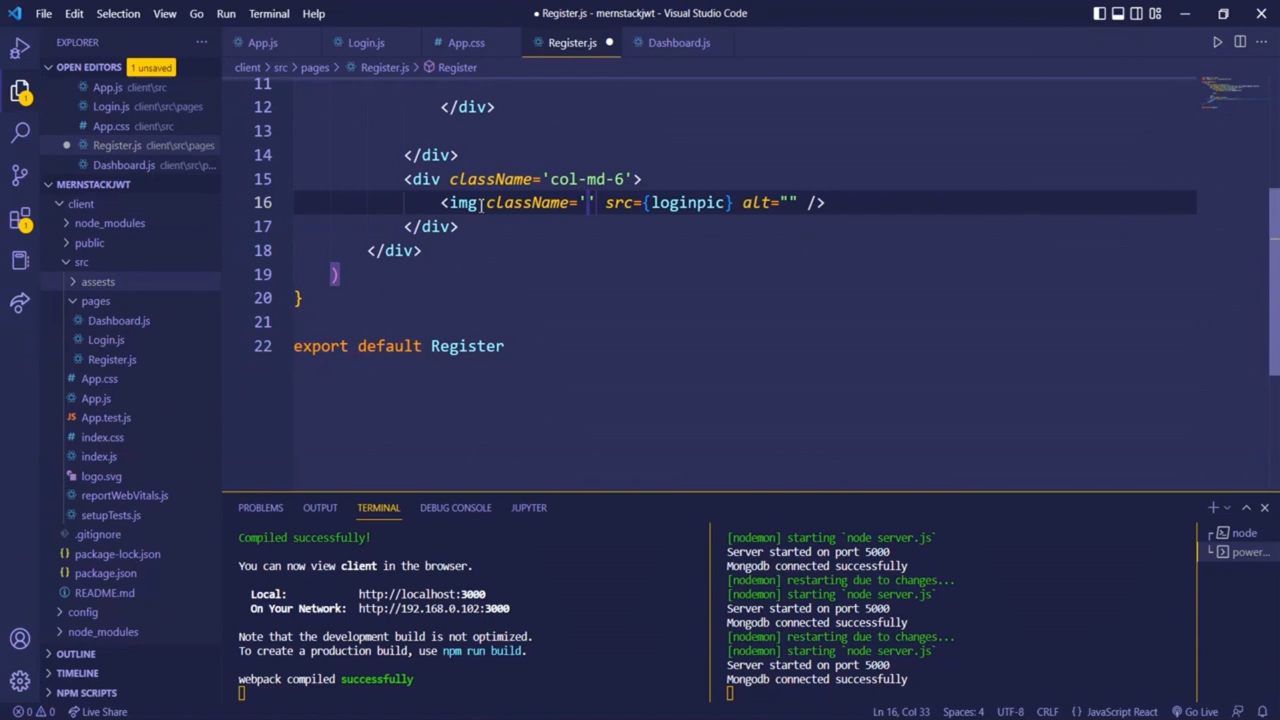 File Edit Selection View Go Run Terminal Help
● Register.js - mernstackjwt - Visual Studio Code
EXPLORER ...
App.js Login.js App.css Register.js ● Dashboard.js
OPEN EDITORS 1 unsaved
client > src > pages > Register.js > Register
App.js client\src
Login.js client\src\pages
App.css client\src
● Register.js client\src\pages
Dashboard.js client\src\p...
MERNSTACKJWT
client
node_modules
public
src
assests
pages
Dashboard.js
Login.js
Register.js
App.css
App.js
JS App.test.js
index.css
index.js
logo.svg
reportWebVitals.js
setupTests.js
.gitignore
package-lock.json
package.json
README.md
config
node_modules
OUTLINE
TIMELINE
NPM SCRIPTS
1
1
11
12 </div>
13
14 </div>
15 <div className='col-md-6'>
16 <img className='' src={loginpic} alt="" />
17 </div>
18 </div>
19 )
20 }
21
22 export default Register
PROBLEMS OUTPUT TERMINAL DEBUG CONSOLE JUPYTER
Compiled successfully!
You can now view client in the browser.
Local: http://localhost:3000
On Your Network: http://192.168.0.102:3000
Note that the development build is not optimized.
To create a production build, use npm run build.
webpack compiled successfully
[nodemon] starting `node server.js`
Server started on port 5000
Mongodb connected successfully
[nodemon] restarting due to changes...
[nodemon] starting `node server.js`
Server started on port 5000
Mongodb connected successfully
[nodemon] restarting due to changes...
[nodemon] starting `node server.js`
Server started on port 5000
Mongodb connected successfully
node
power...
0 0 Live Share
Ln 16, Col 33 Spaces: 4 UTF-8 CRLF {} JavaScript React Go Live